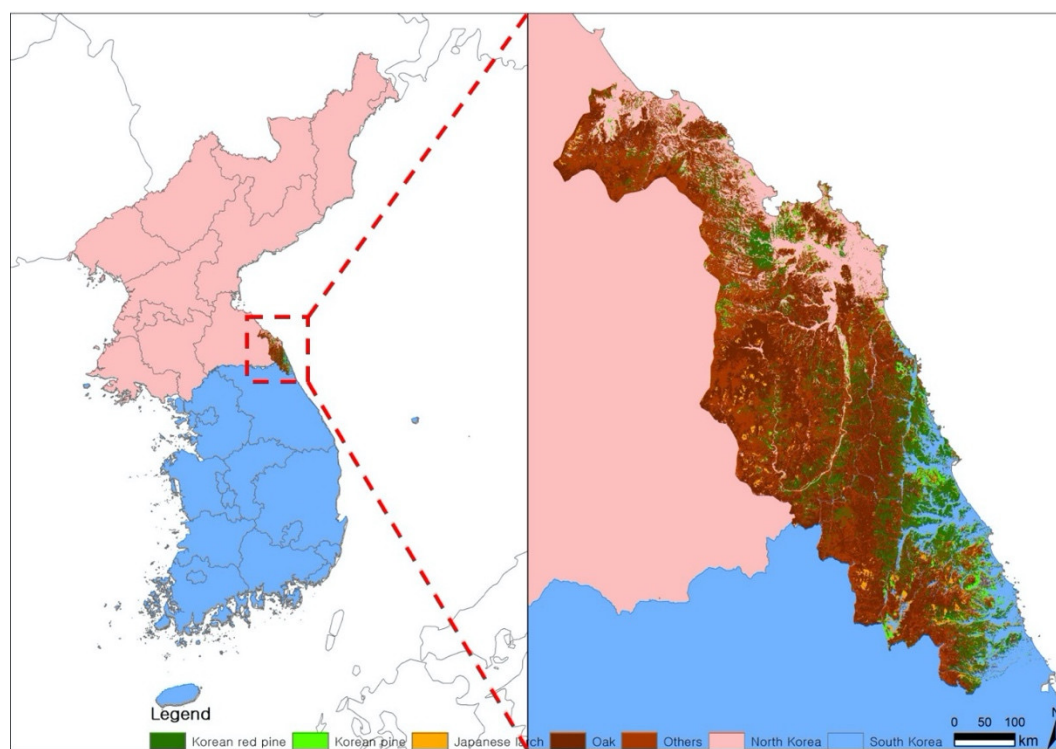 Legend
Korean red pine Korean pine Japanese larch Oak Others North Korea South Korea
0 50 100
km
N